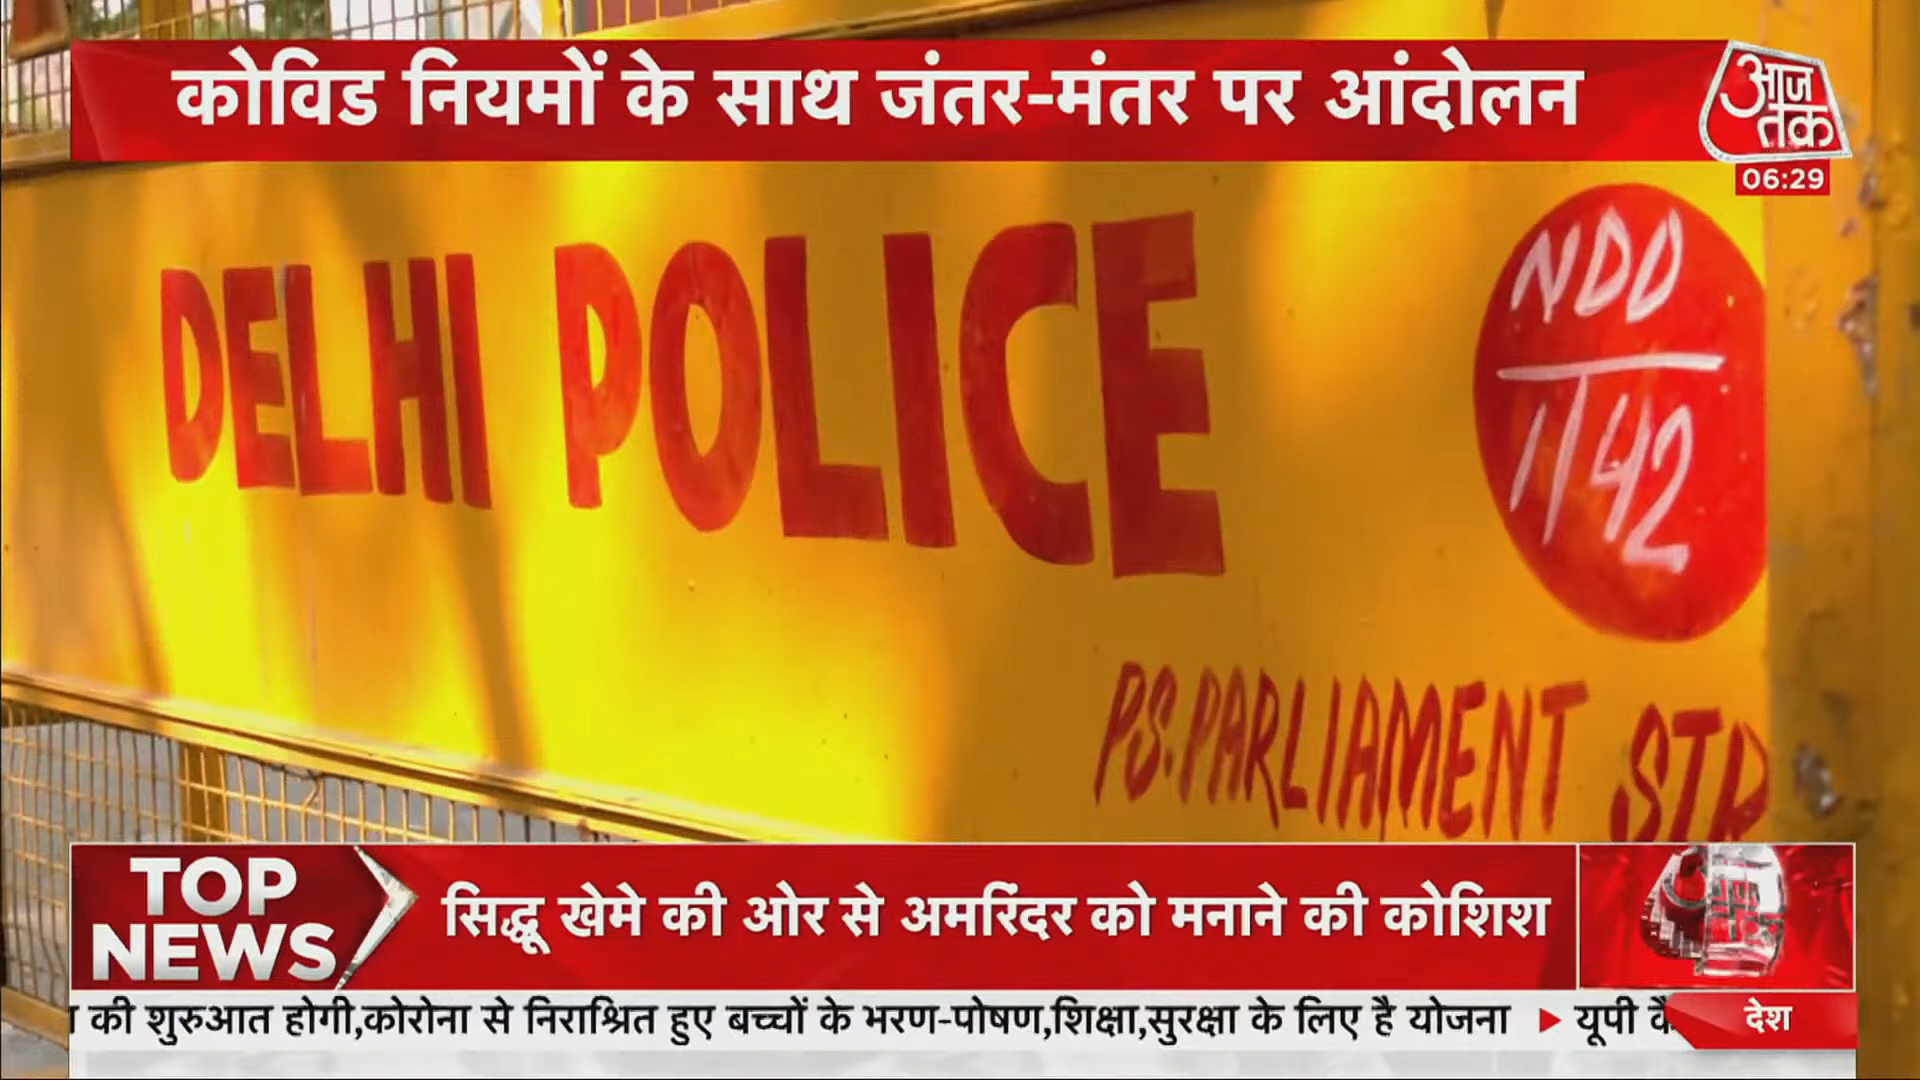 कोविड नियमों के साथ जंतर-मंतर पर आंदोलन
आज तक
06:29
DELHI POLICE
NDD
1T42
PS.PARLIAMENT STR
TOP NEWS
सिद्धू खेमे की ओर से अमरिंदर को मनाने की कोशिश
की शुरुआत होगी,कोरोना से निराश्रित हुए बच्चों के भरण-पोषण,शिक्षा,सुरक्षा के लिए है योजना ▶ यूपी
देश